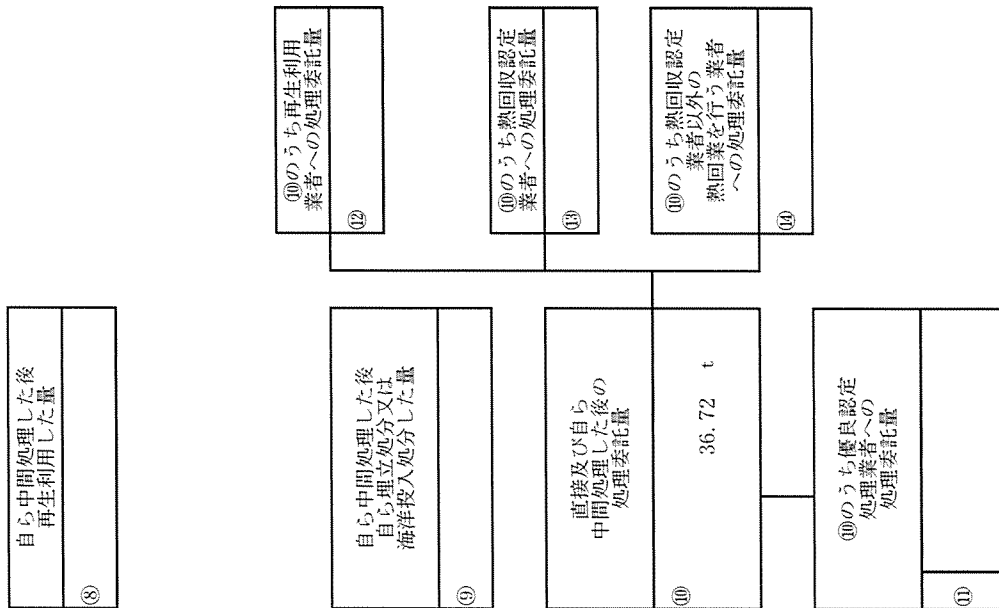 自ら中間処理した後
再生利用した量
⑧
自ら中間処理した後
自ら埋立処分又は
海洋投入処分した量
⑨
直接及び自ら
中間処理した後の
処理委託量
⑩
36.72 t
⑩のうち優良認定
処理業者への
処理委託量
⑪
⑩のうち再生利用
業者への処理委託量
⑫
⑩のうち熱回収認定
業者への処理委託量
⑬
⑩のうち熱回収認定
業者以外の
熱回業を行う業者
への処理委託量
⑭